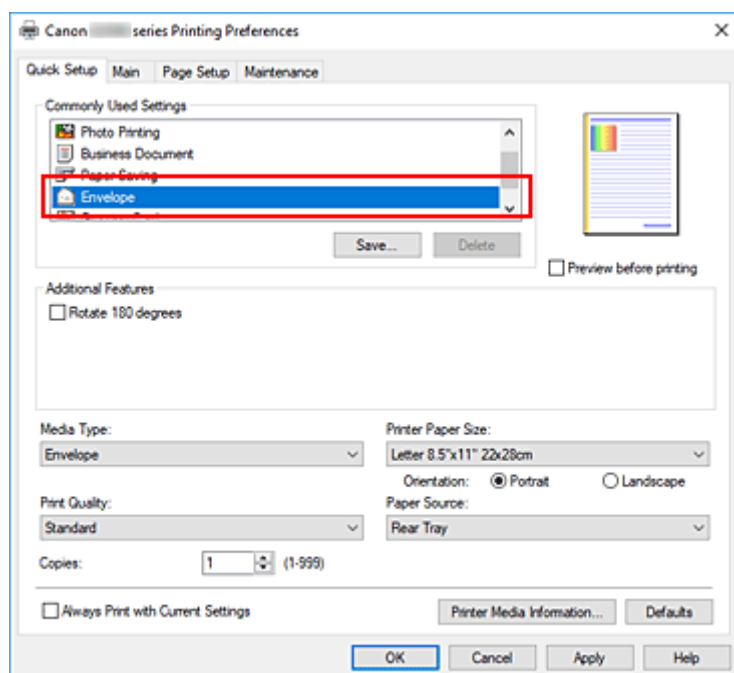 Canon series Printing Preferences
Quick Setup Main Page Setup Maintenance
Commonly Used Settings
Photo Printing
Business Document
Paper Saving
Envelope
Save... Delete
Preview before printing
Additional Features
Rotate 180 degrees
Media Type: Printer Paper Size:
Envelope Letter 8.5"x11" 22x28cm
Orientation: Portrait Landscape
Print Quality: Paper Source:
Standard Rear Tray
Copies: 1 (1-999)
Always Print with Current Settings Printer Media Information... Defaults
OK Cancel Apply Help